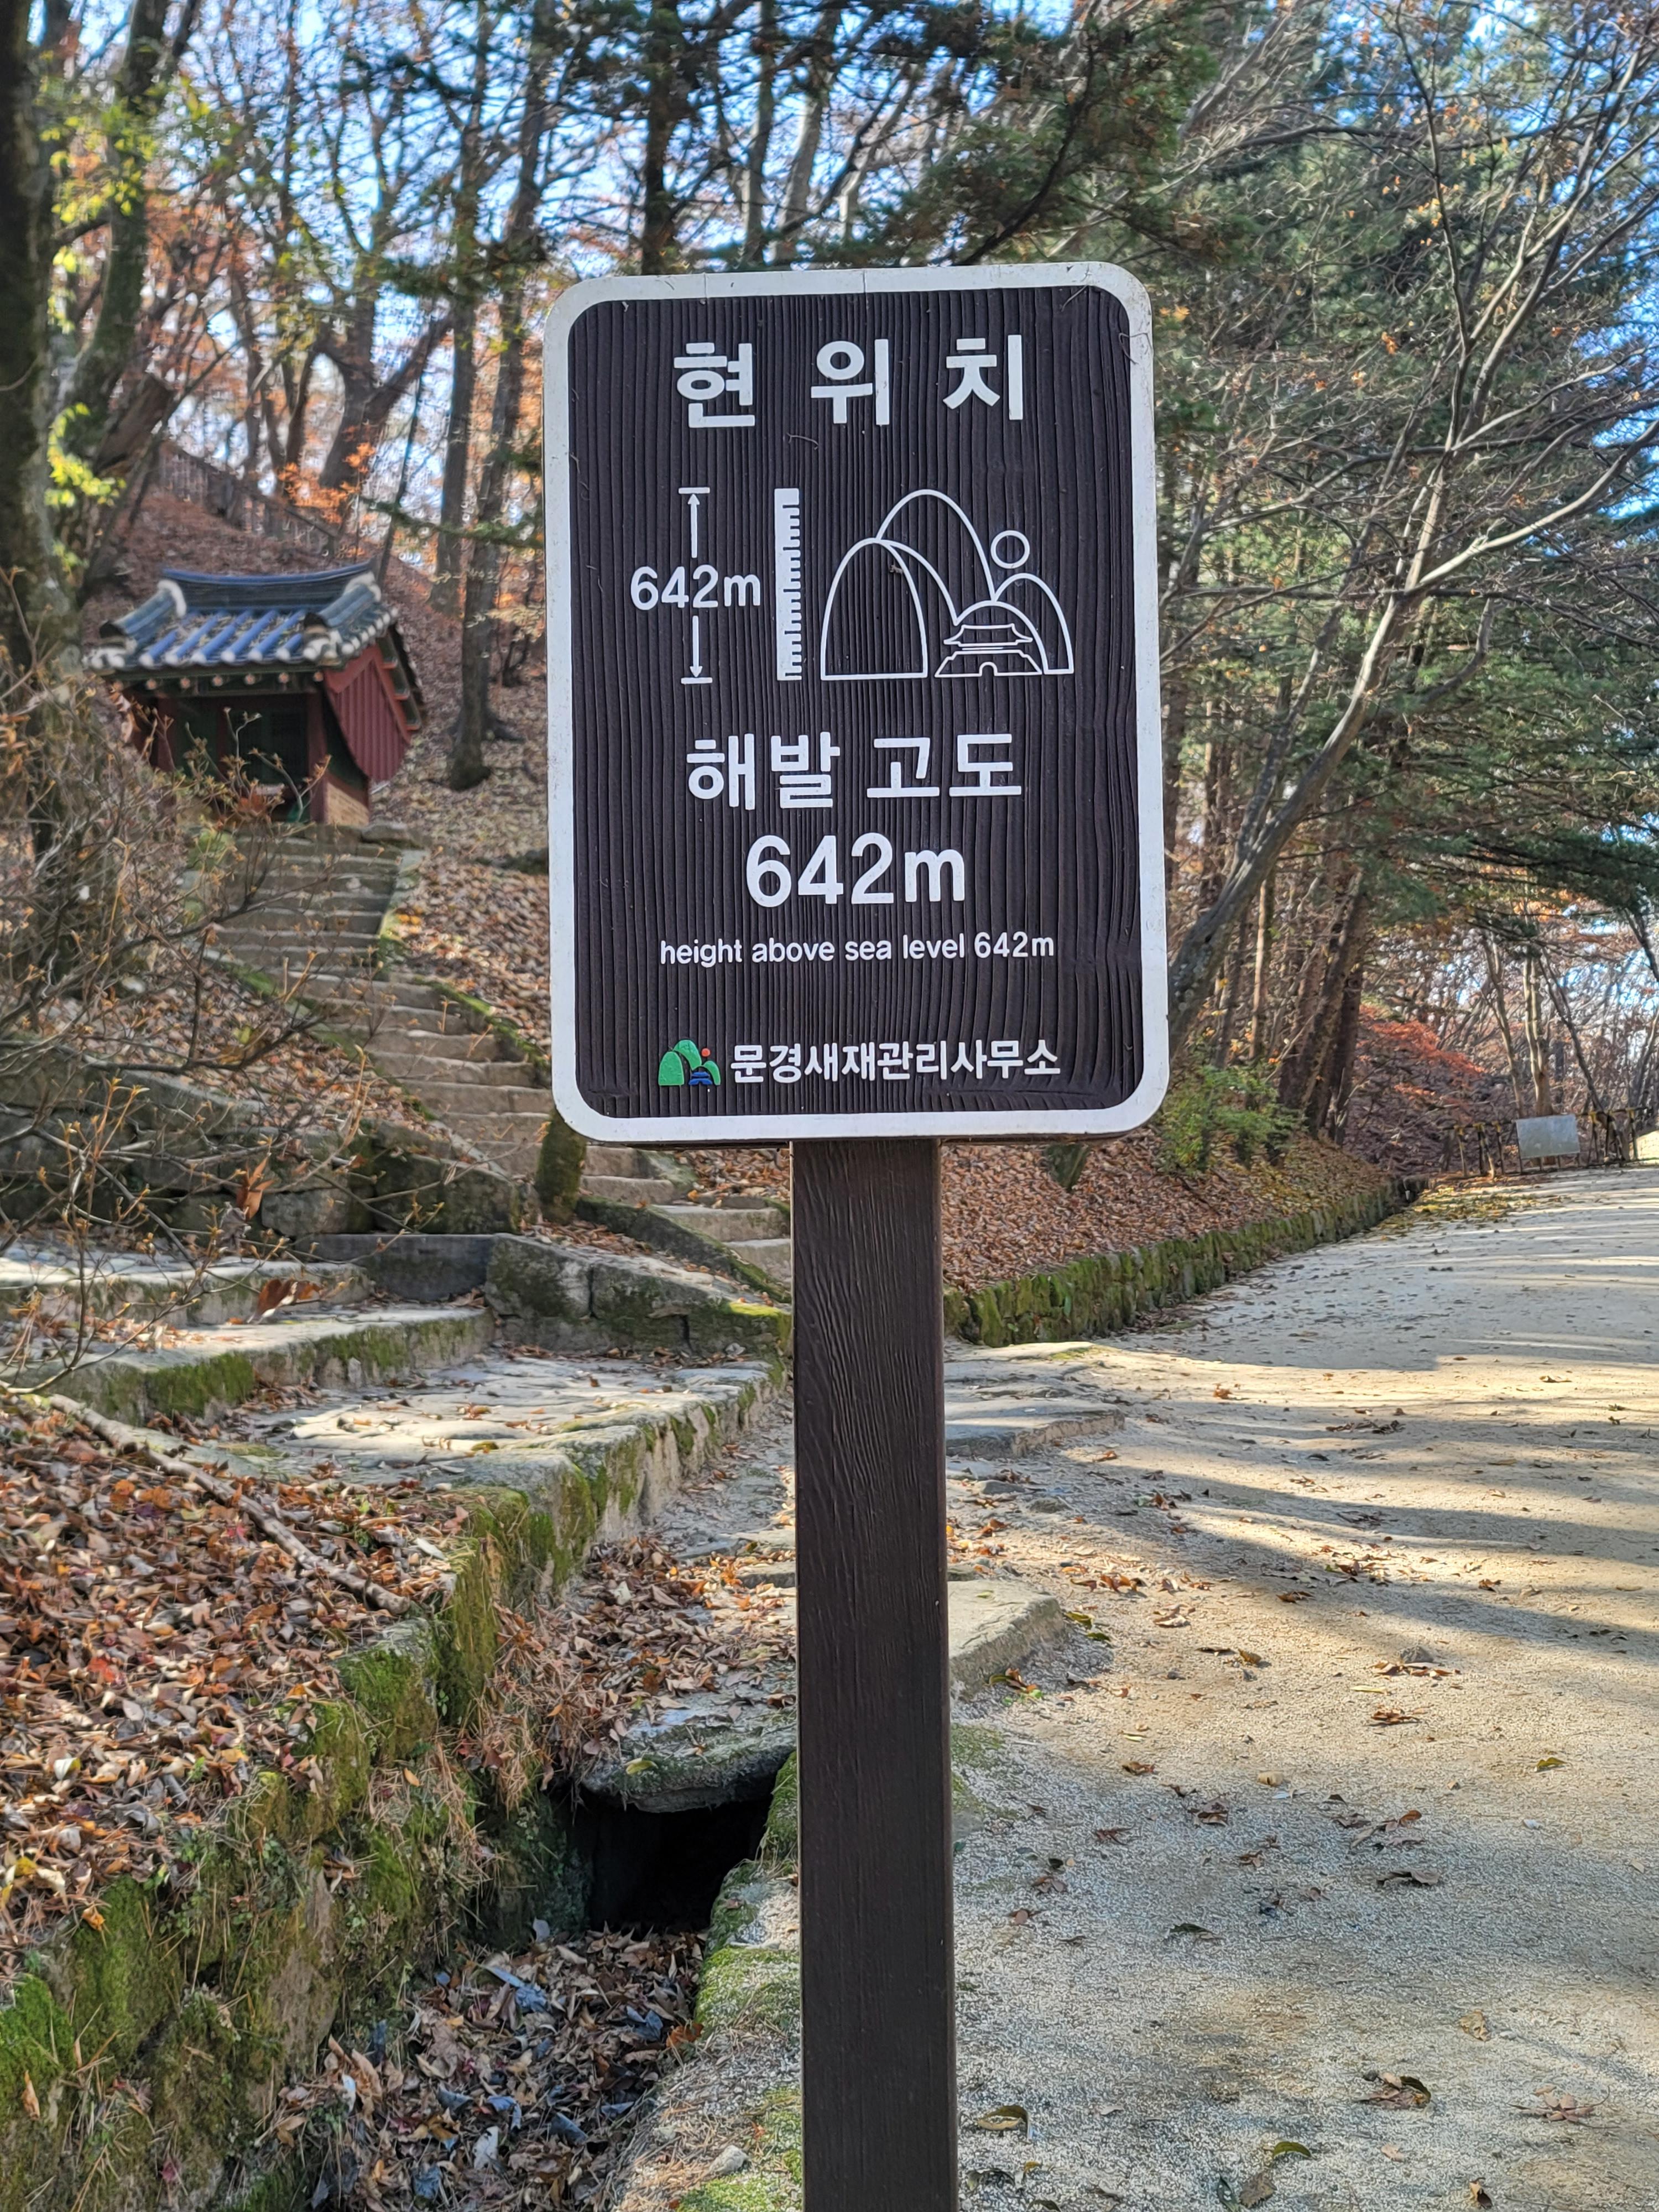 현 위 치
642m
해발 고도
642m
height above sea level 642m
문경새재관리사무소